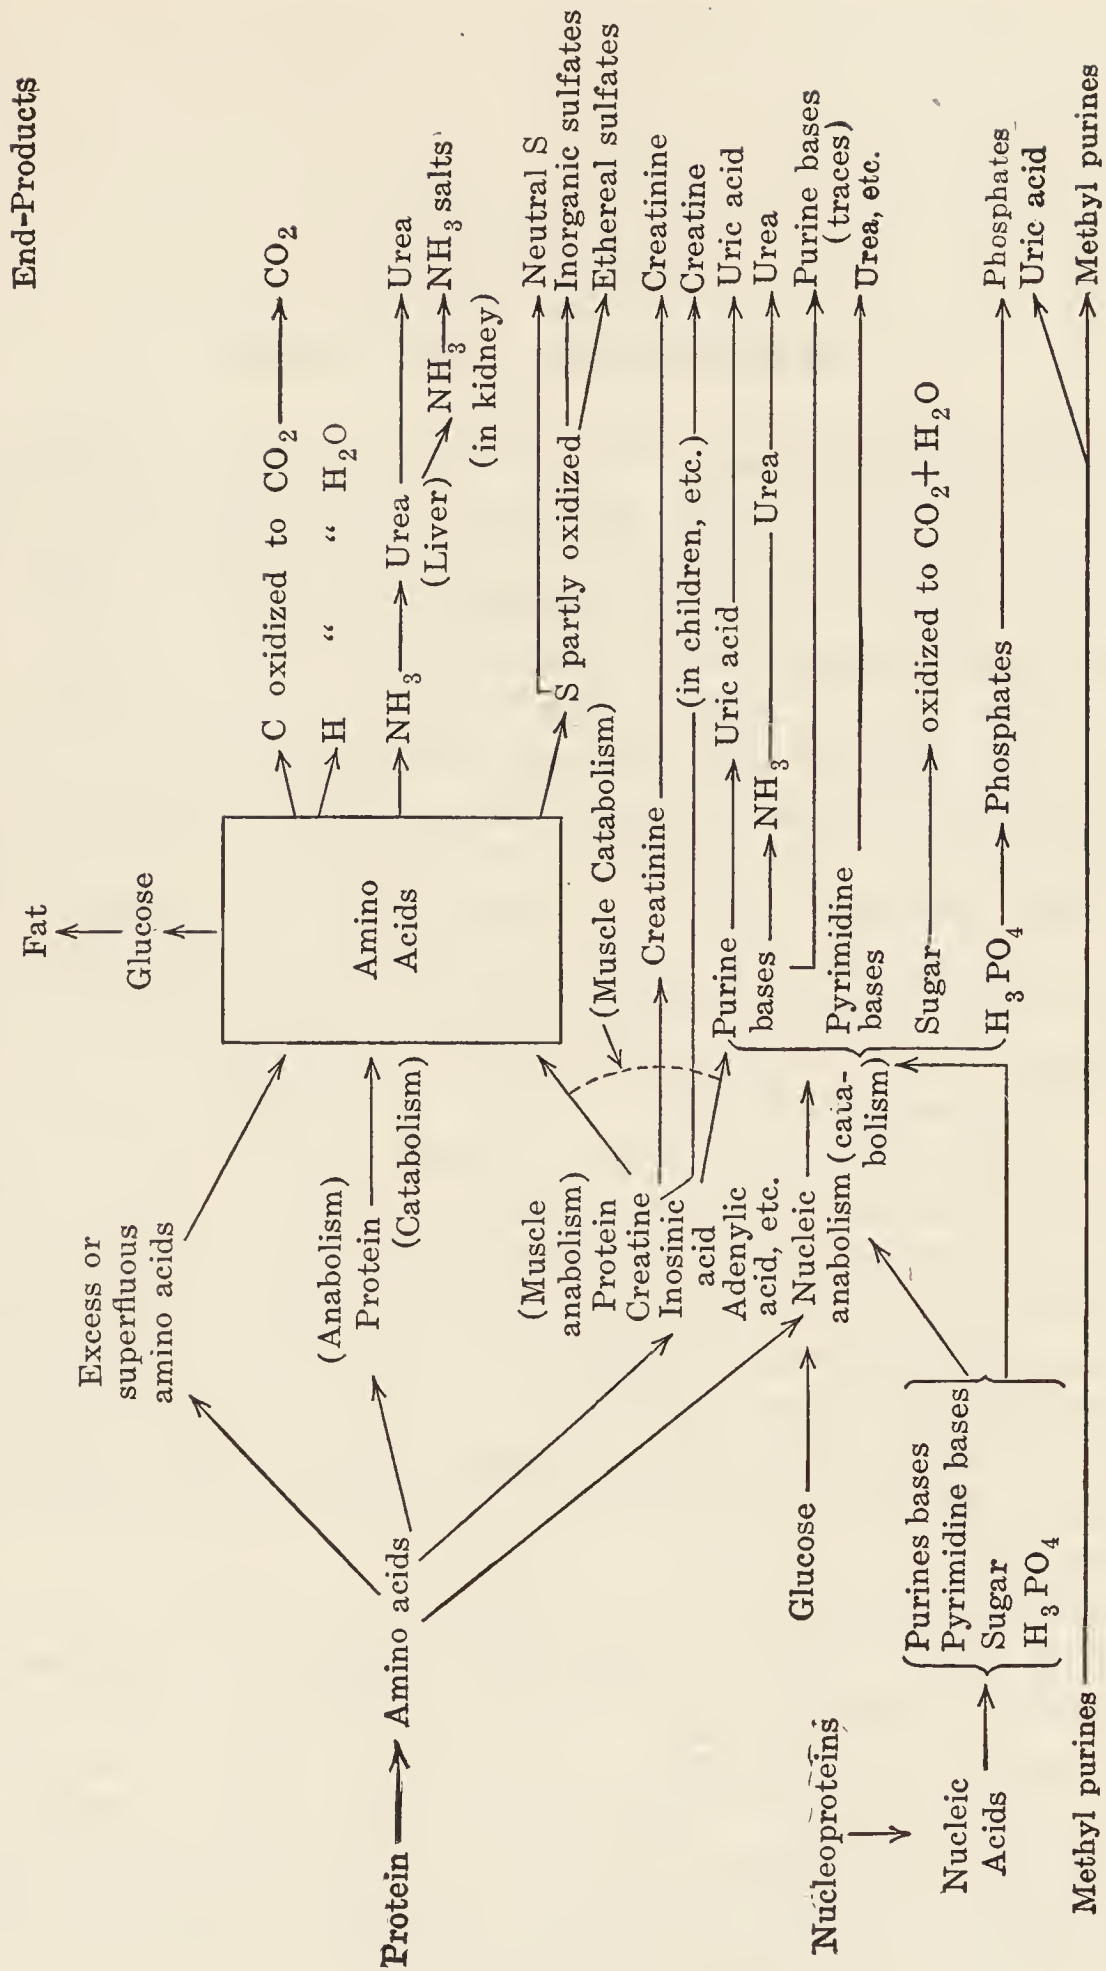 End-Products
Fat
Glucose
Excess or
superfluous
amino acids
Amino
Acids
C oxidized to CO₂ CO₂
H “ “ H₂O
Protein
Amino acids
(Anabolism)
Protein
(Catabolism)
NH₃ Urea Urea
(Liver) NH₃ NH₃ salts
(in kidney)
Neutral S
S partly oxidized Inorganic sulfates
Ethereal sulfates
(Muscle Catabolism)
(Muscle
anabolism)
Protein
Creatine
Inosinic
acid
Adenylic
acid, etc.
Creatinine Creatinine
(in children, etc.) Creatine
Purine
bases
Uric acid Uric acid
NH₃ Urea Urea
Purine bases
(traces)
Glucose
Nucleic
anabolism (cata-
bolism)
Pyrimidine
bases
Urea, etc.
Sugar oxidized to CO₂+ H₂O
H₃PO₄ Phosphates Phosphates
Uric acid
Nucleoproteins
Nucleic
Acids
Purines bases
Pyrimidine bases
Sugar
H₃PO₄
Methyl purines Methyl purines